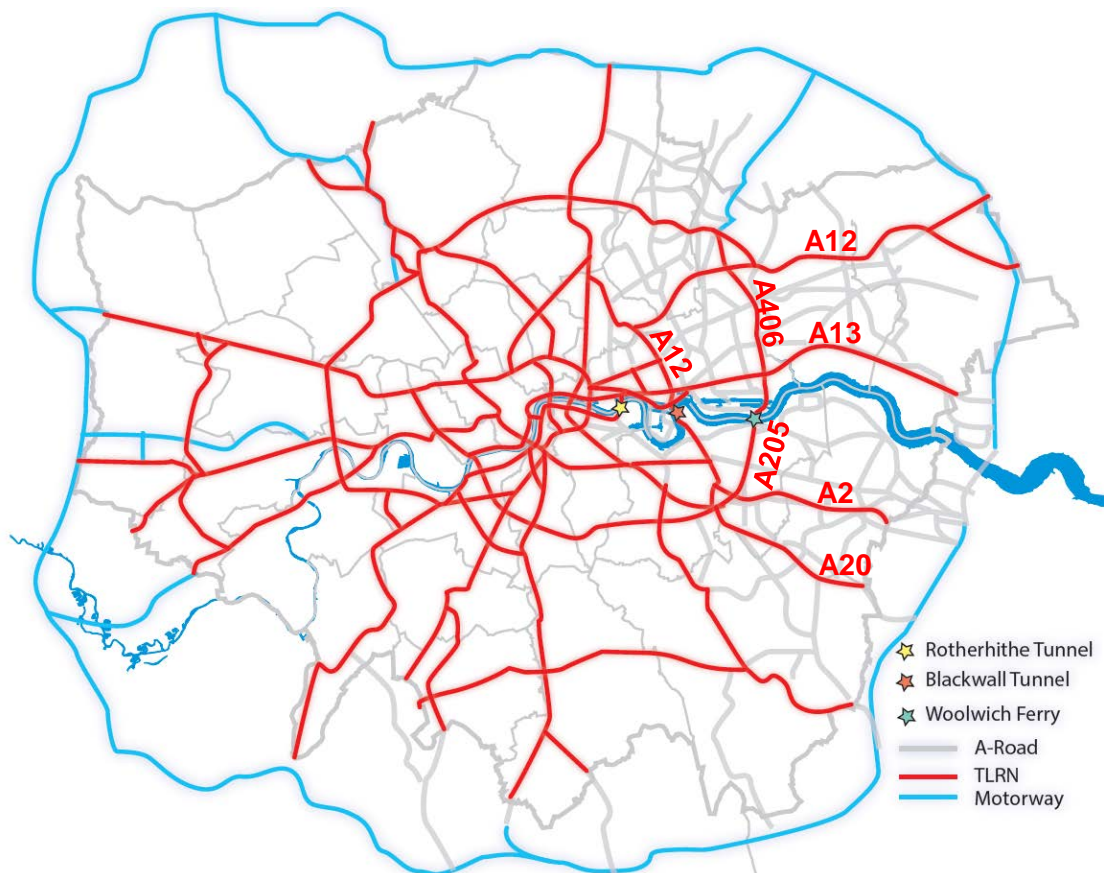 A12
A406
A13
A12
A205
A2
A20
Rotherhithe Tunnel
Blackwall Tunnel
Woolwich Ferry
A-Road
TLRN
Motorway